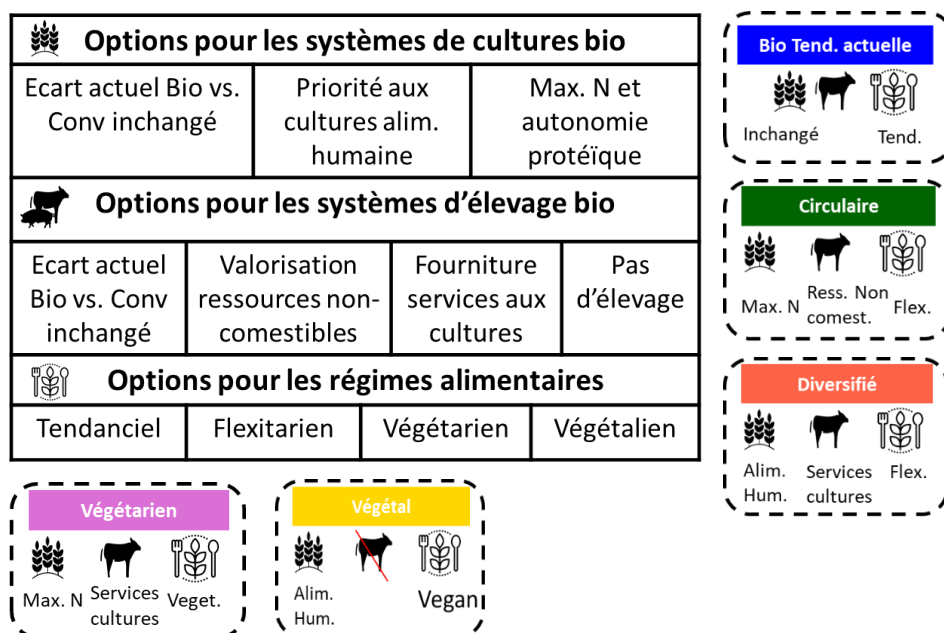 Options pour les systèmes de cultures bio
Ecart actuel Bio vs.
Conv inchangé
Priorité aux
cultures alim.
humaine
Max. N et
autonomie
protéïque
Options pour les systèmes d'élevage bio
Ecart actuel
Bio vs. Conv
inchangé
Valorisation
ressources non-
comestibles
Fourniture
services aux
cultures
Pas
d'élevage
Options pour les régimes alimentaires
Tendanciel
Flexitarien
Végétarien
Végétalien
Bio Tend. actuelle
Inchangé
Tend.
Circulaire
Max. N
Ress. Non
comest.
Flex.
Diversifié
Alim.
Hum.
Services
cultures
Flex.
Végétarien
Max. N
Services
cultures
Veget.
Végétal
Alim.
Hum.
Vegan